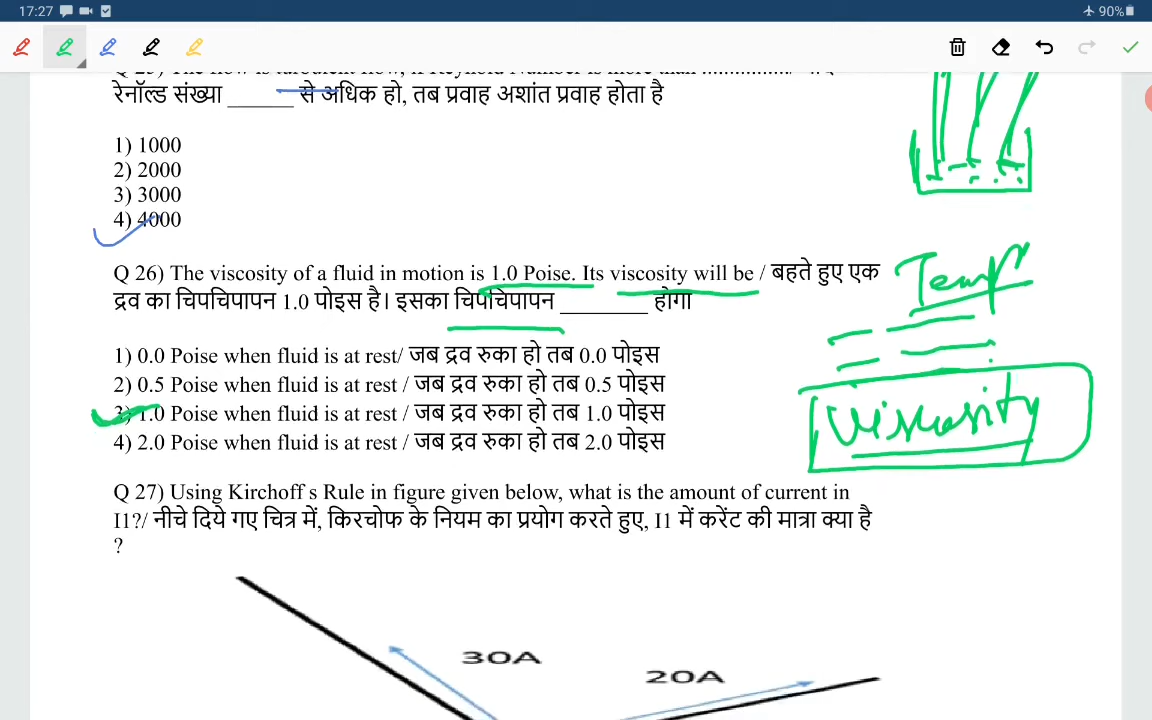 17:27
90%
रेनॉल्ड संख्या ______ से अधिक हो, तब प्रवाह अशांत प्रवाह होता है
1) 1000
2) 2000
3) 3000
4) 4000
Q 26) The viscosity of a fluid in motion is 1.0 Poise. Its viscosity will be / बहते हुए एक
द्रव का चिपचिपापन 1.0 पोइस है। इसका चिपचिपापन ________ होगा
Temp
1) 0.0 Poise when fluid is at rest/ जब द्रव रुका हो तब 0.0 पोइस
2) 0.5 Poise when fluid is at rest / जब द्रव रुका हो तब 0.5 पोइस
3) 1.0 Poise when fluid is at rest / जब द्रव रुका हो तब 1.0 पोइस
4) 2.0 Poise when fluid is at rest / जब द्रव रुका हो तब 2.0 पोइस
Viscosity
Q 27) Using Kirchoff s Rule in figure given below, what is the amount of current in
I1?/ नीचे दिये गए चित्र में, किरचोफ के नियम का प्रयोग करते हुए, I1 में करेंट की मात्रा क्या है
?
30A
20A